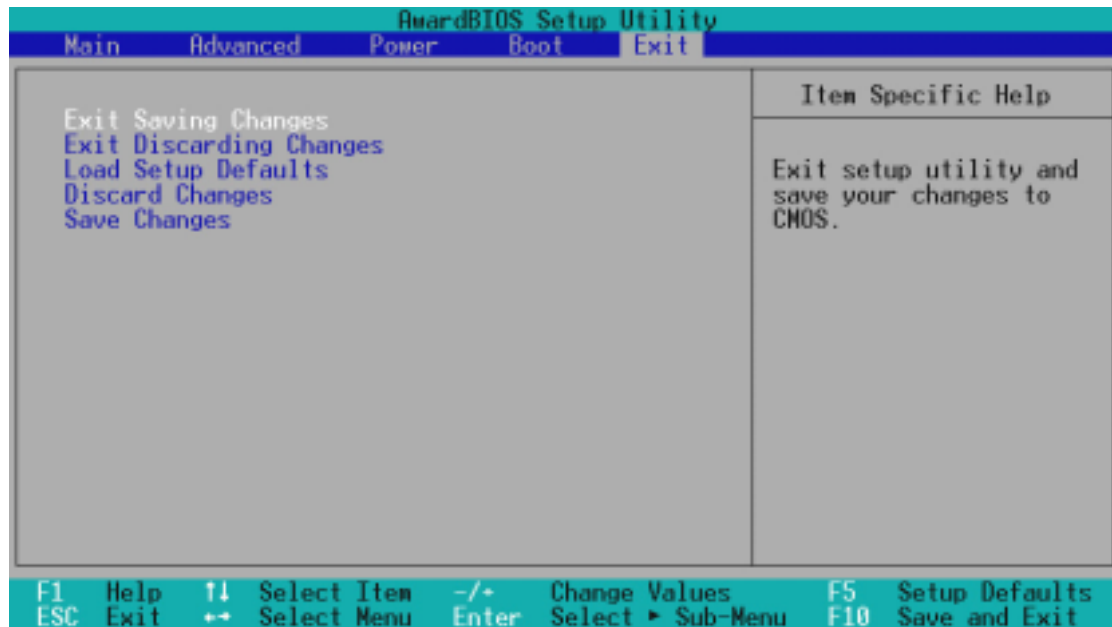 AwardBIOS Setup Utility
Main Advanced Power Boot Exit
Item Specific Help
Exit Saving Changes
Exit Discarding Changes
Load Setup Defaults
Discard Changes
Save Changes
Exit setup utility and
save your changes to
CMOS.
F1 Help ↑↓ Select Item -/+ Change Values F5 Setup Defaults
ESC Exit ←→ Select Menu Enter Select ► Sub-Menu F10 Save and Exit